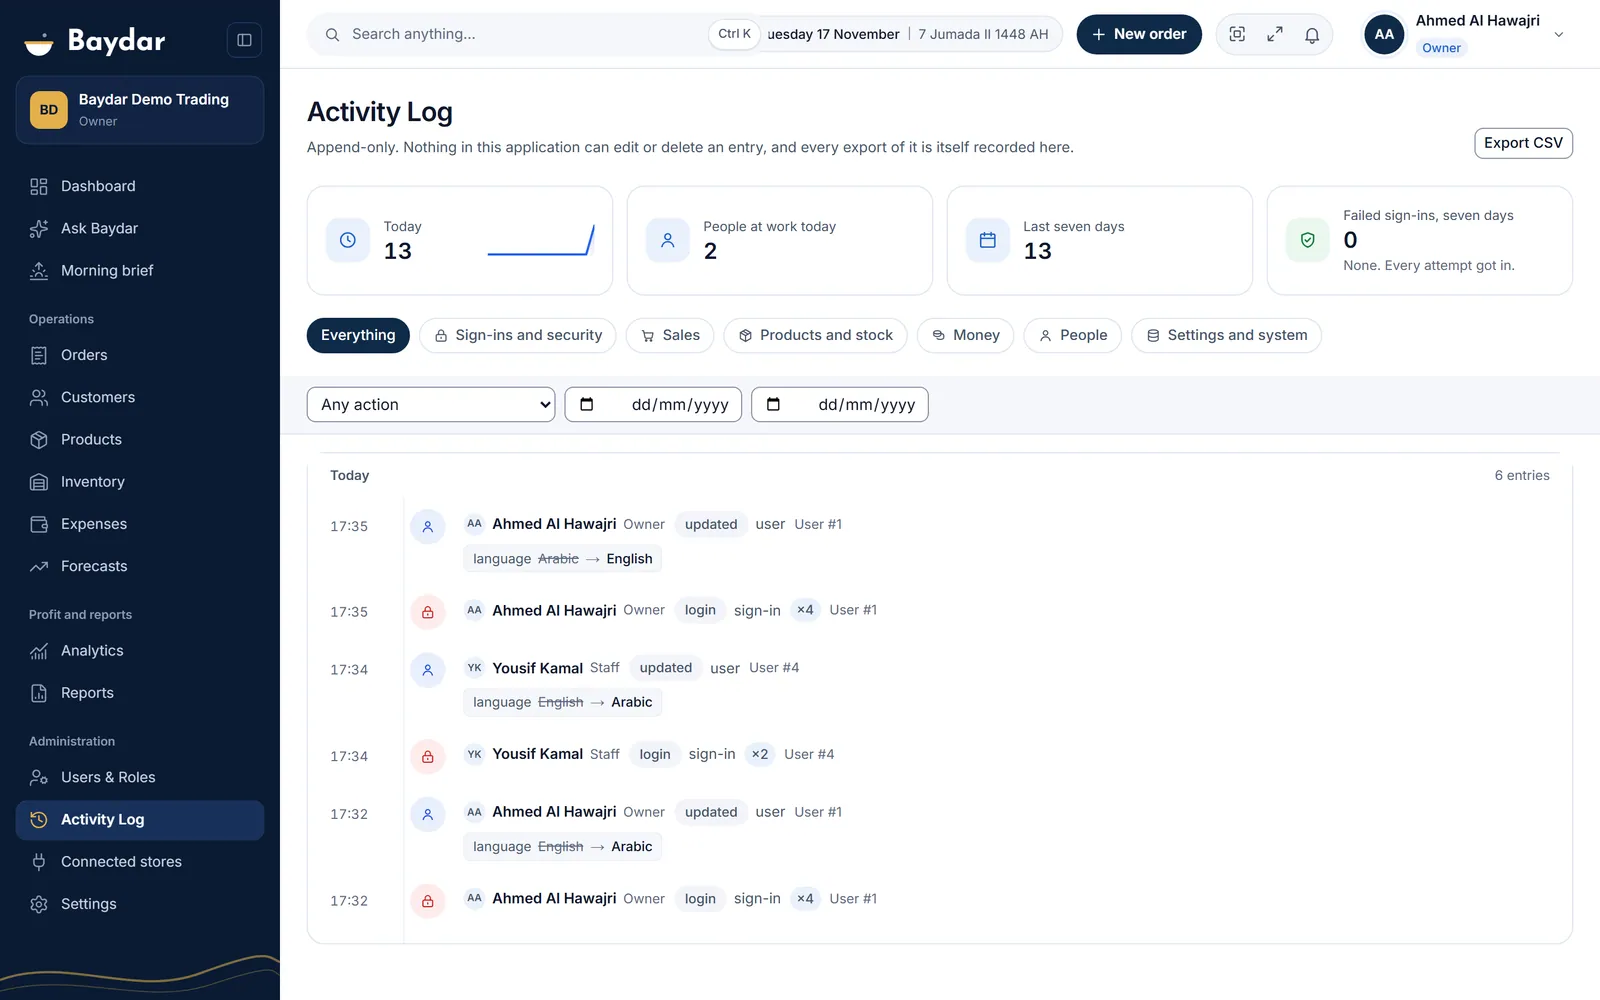 Baydar
BD
Baydar Demo Trading
Owner
Dashboard
Ask Baydar
Morning brief
Operations
Orders
Customers
Products
Inventory
Expenses
Forecasts
Profit and reports
Analytics
Reports
Administration
Users & Roles
Activity Log
Connected stores
Settings
Search anything...
Ctrl K
uesday 17 November | 7 Jumada II 1448 AH
+ New order
AA
Ahmed Al Hawajri
Owner
Activity Log
Append-only. Nothing in this application can edit or delete an entry, and every export of it is itself recorded here.
Export CSV
Today
13
People at work today
2
Last seven days
13
Failed sign-ins, seven days
0
None. Every attempt got in.
Everything
Sign-ins and security
Sales
Products and stock
Money
People
Settings and system
Any action
dd/mm/yyyy
dd/mm/yyyy
Today
6 entries
17:35 AA Ahmed Al Hawajri Owner updated user User #1
language Arabic → English
17:35 AA Ahmed Al Hawajri Owner login sign-in ×4 User #1
17:34 YK Yousif Kamal Staff updated user User #4
language English → Arabic
17:34 YK Yousif Kamal Staff login sign-in ×2 User #4
17:32 AA Ahmed Al Hawajri Owner updated user User #1
language English → Arabic
17:32 AA Ahmed Al Hawajri Owner login sign-in ×4 User #1